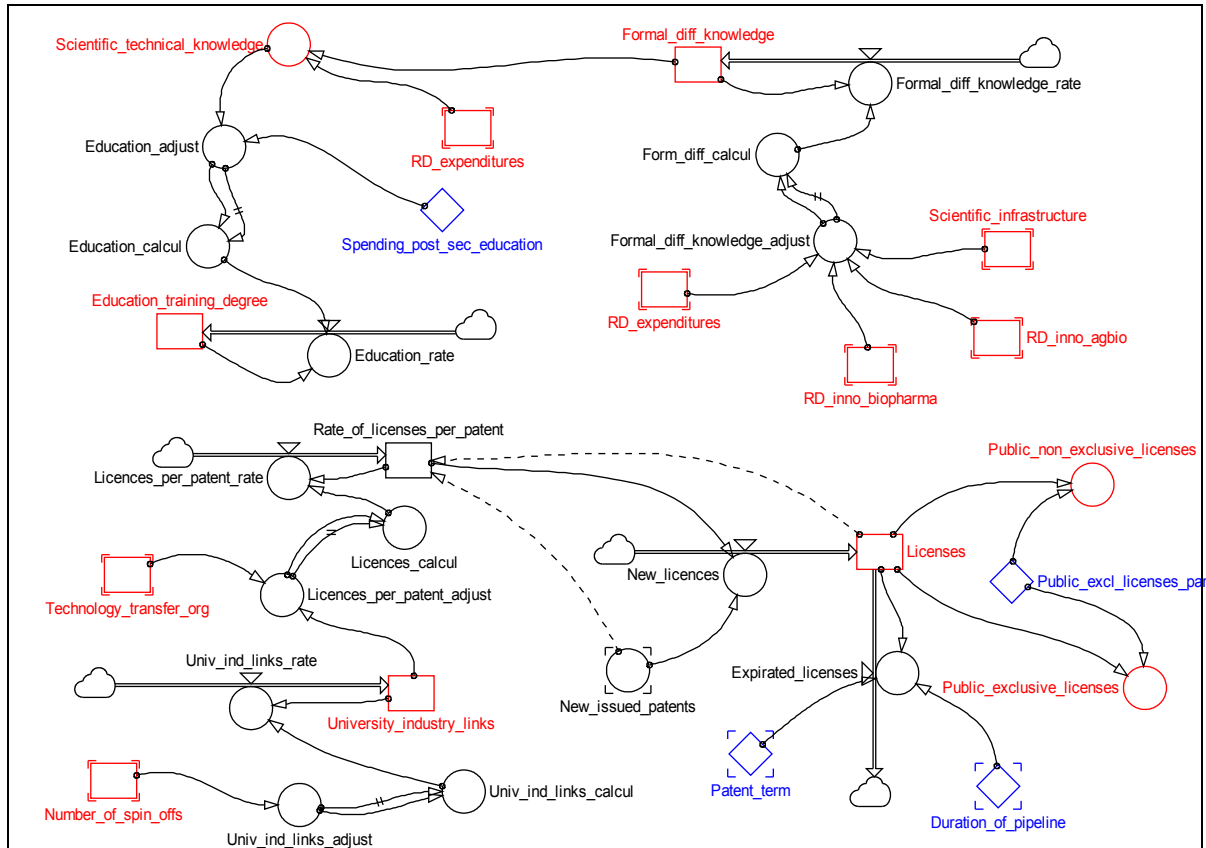 Scientific_technical_knowledge
Formal_diff_knowledge
Formal_diff_knowledge_rate
Education_adjust
RD_expenditures
Form_diff_calcul
Spending_post_sec_education
Scientific_infrastructure
Education_calcul
Formal_diff_knowledge_adjust
Education_training_degree
RD_expenditures
RD_inno_agbio
Education_rate
RD_inno_biopharma
Rate_of_licenses_per_patent
Licences_per_patent_rate
Public_non_exclusive_licenses
Licences_calcul
Licenses
New_licences
Public_excl_licenses_par
Technology_transfer_org
Licences_per_patent_adjust
Univ_ind_links_rate
Expirated_licenses
Public_exclusive_licenses
New_issued_patents
University_industry_links
Patent_term
Univ_ind_links_calcul
Number_of_spin_offs
Duration_of_pipeline
Univ_ind_links_adjust